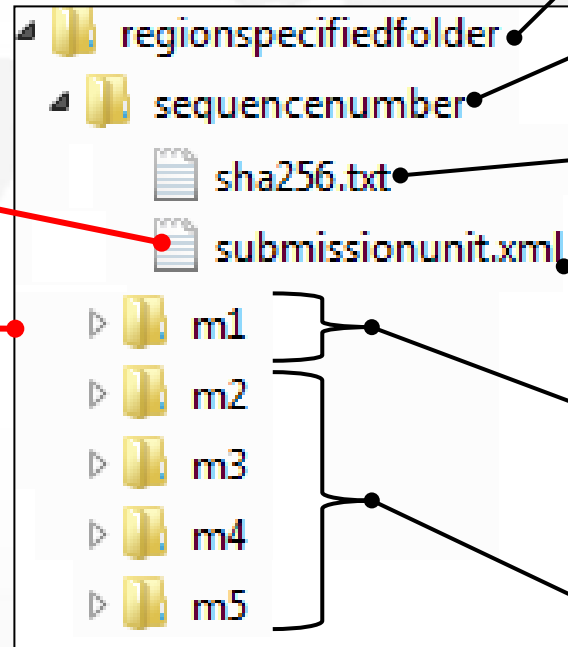 regionspecifiedfolder
sequencenumber
sha256.txt
submissionunit.xml
m1
m2
m3
m4
m5